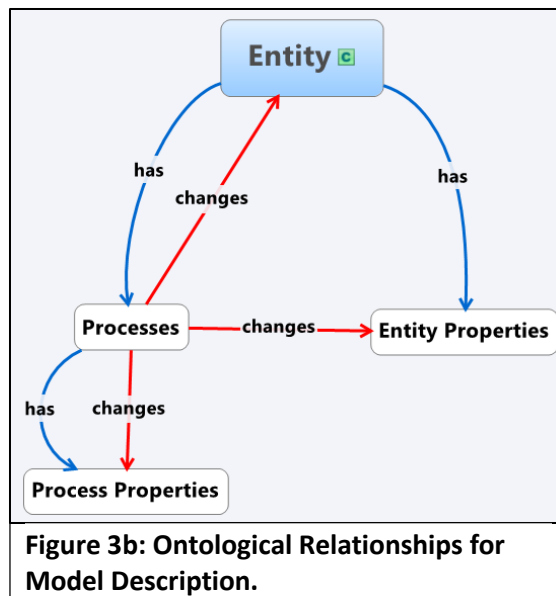 Entity C
has
has
changes
Processes
changes
Entity Properties
has
changes
Process Properties
Figure 3b: Ontological Relationships for
Model Description.